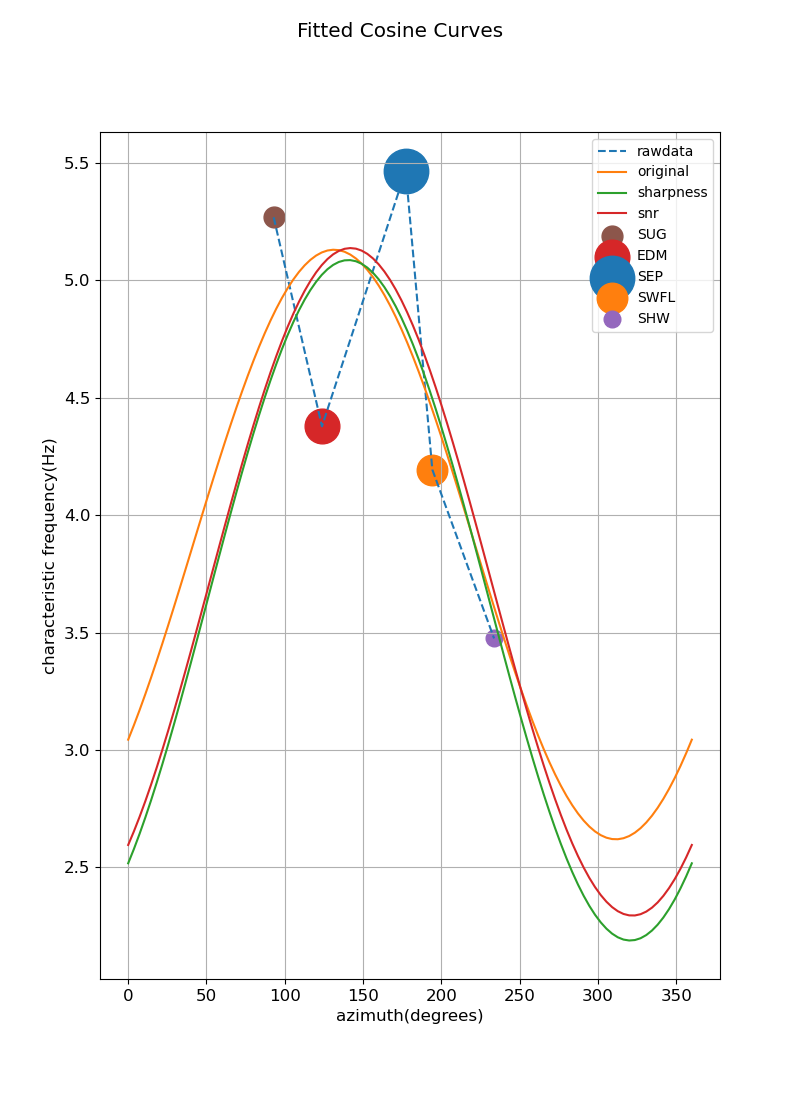 Fitted Cosine Curves
rawdata
original
sharpness
snr
SUG
EDM
SEP
SWFL
SHW
5.5
5.0
4.5
4.0
3.5
3.0
2.5
characteristic frequency(Hz)
0 50 100 150 200 250 300 350
azimuth(degrees)